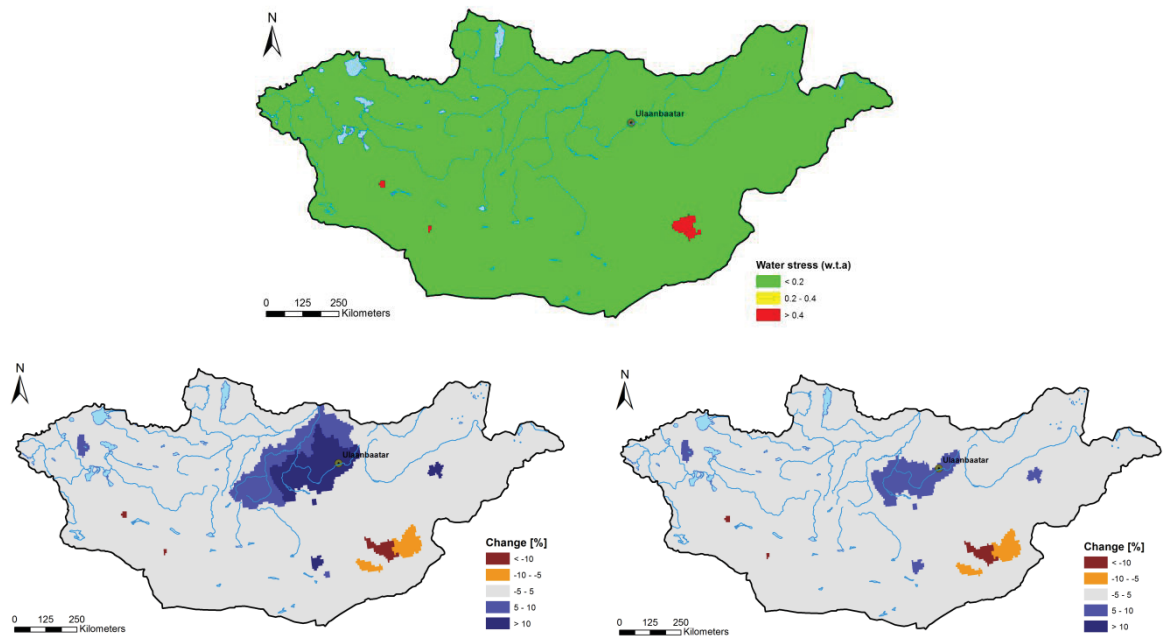 N
Ulaanbaatar
Water stress (w.t.a)
< 0.2
0.2 - 0.4
> 0.4
0 125 250
Kilometers
N
Ulaanbaatar
Change [%]
< -10
-10 - -5
-5 - 5
5 - 10
> 10
0 125 250
Kilometers
N
Ulaanbaatar
Change [%]
< -10
-10 - -5
-5 - 5
5 - 10
> 10
0 125 250
Kilometers